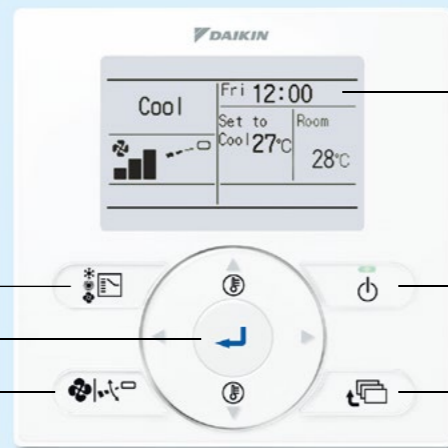 DAIKIN
Cool
Fri 12:00
Set to
Cool 27°C
Room
28°C